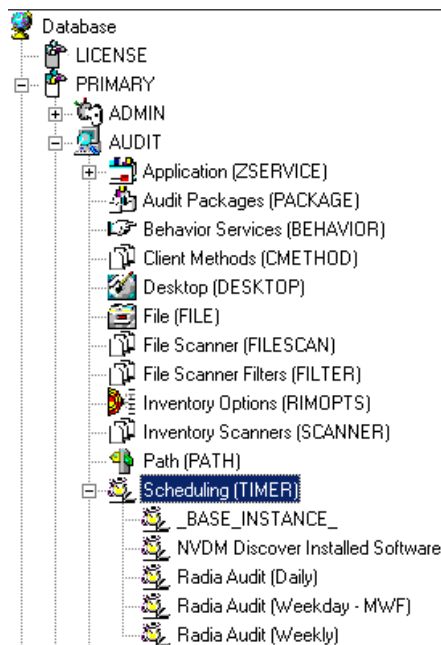 Database
LICENSE
PRIMARY
ADMIN
AUDIT
Application (ZSERVICE)
Audit Packages (PACKAGE)
Behavior Services (BEHAVIOR)
Client Methods (CMETHOD)
Desktop (DESKTOP)
File (FILE)
File Scanner (FILESCAN)
File Scanner Filters (FILTER)
Inventory Options (RIMOPTS)
Inventory Scanners (SCANNER)
Path (PATH)
Scheduling (TIMER)
_BASE_INSTANCE_
NVDM Discover Installed Software
Radia Audit (Daily)
Radia Audit (Weekday - MWF)
Radia Audit (Weekly)